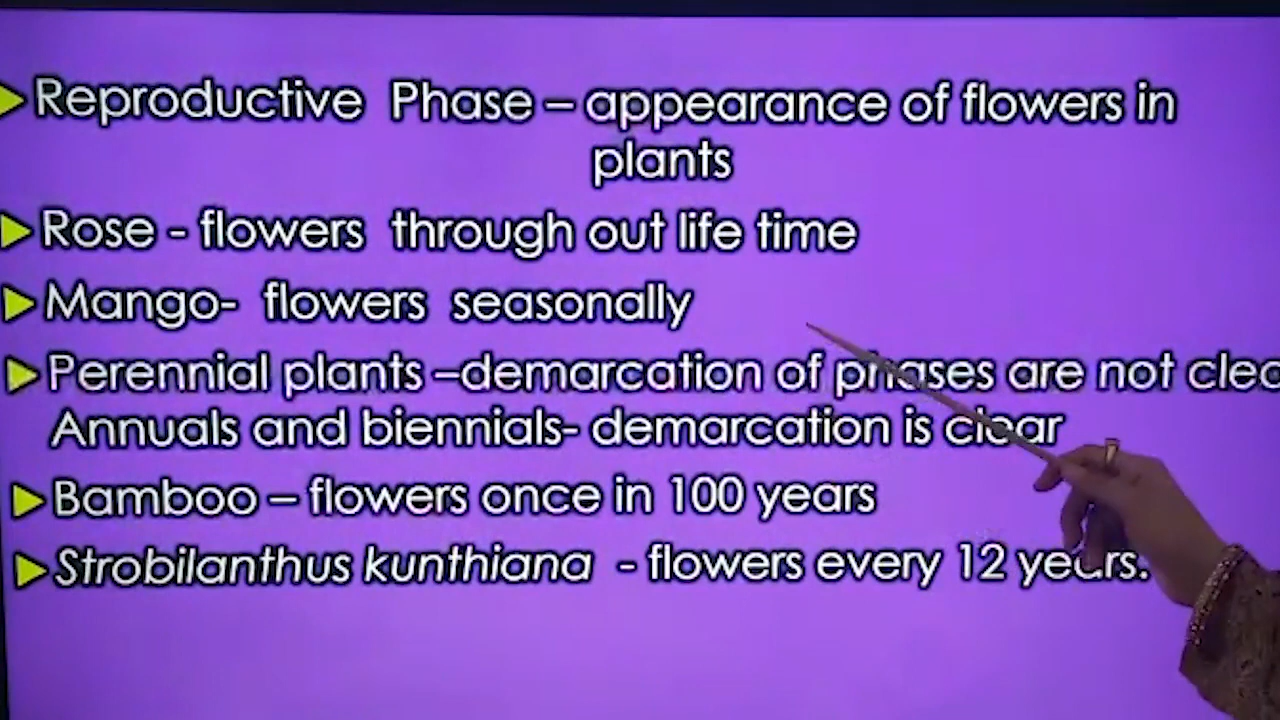 Reproductive Phase – appearance of flowers in
plants
Rose - flowers through out life time
Mango- flowers seasonally
Perennial plants –demarcation of phases are not
Annuals and biennials- demarcation is clear
Bamboo – flowers once in 100 years
Strobilanthus kunthiana - flowers every 12 years.